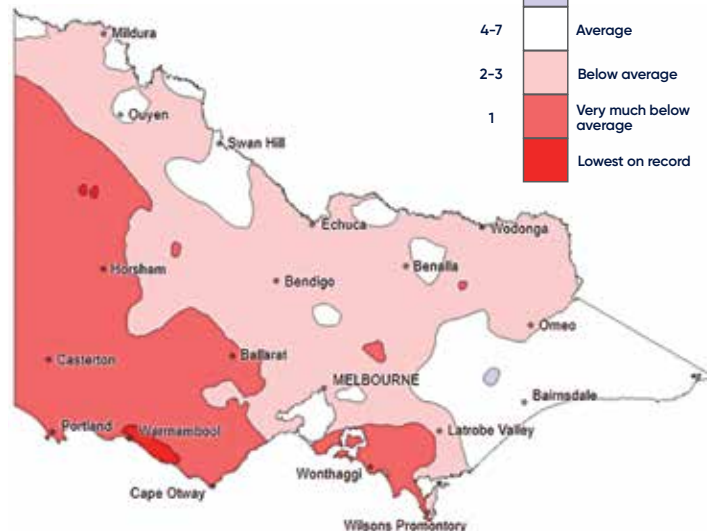 4-7 Average
2-3 Below average
1 Very much below
average
Lowest on record
Mildura
Ouyen
Swan Hill
Echuca
Wodonga
Horsham
Bendigo
Benalla
Omeo
Casterton
Ballarat
MELBOURNE
Bairnsdale
Portland
Warrnambool
Latrobe Valley
Wonthaggi
Cape Otway
Wilsons Promontory